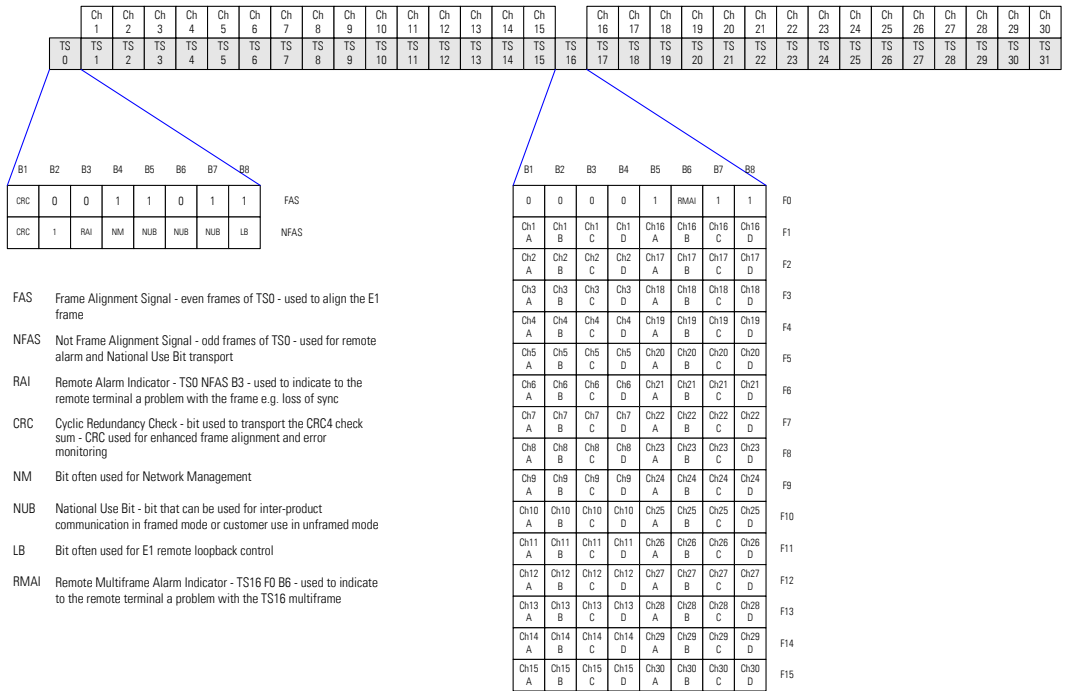 Ch Ch Ch Ch Ch Ch Ch Ch Ch Ch Ch Ch Ch Ch Ch Ch Ch Ch Ch Ch Ch Ch Ch Ch Ch Ch Ch Ch Ch Ch
1 2 3 4 5 6 7 8 9 10 11 12 13 14 15 16 17 18 19 20 21 22 23 24 25 26 27 28 29 30
TS TS TS TS TS TS TS TS TS TS TS TS TS TS TS TS TS TS TS TS TS TS TS TS TS TS TS TS TS TS TS TS
0 1 2 3 4 5 6 7 8 9 10 11 12 13 14 15 16 17 18 19 20 21 22 23 24 25 26 27 28 29 30 31
B1 B2 B3 B4 B5 B6 B7 B8
CRC 0 0 1 1 0 1 1 FAS
CRC 1 RAI NM NUB NUB NUB LB NFAS
FAS Frame Alignment Signal - even frames of TS0 - used to align the E1
frame
NFAS Not Frame Alignment Signal - odd frames of TS0 - used for remote
alarm and National Use Bit transport
RAI Remote Alarm Indicator - TS0 NFAS B3 - used to indicate to the
remote terminal a problem with the frame e.g. loss of sync
CRC Cyclic Redundancy Check - bit used to transport the CRC4 check
sum - CRC used for enhanced frame alignment and error
monitoring
NM Bit often used for Network Management
NUB National Use Bit - bit that can be used for inter-product
communication in framed mode or customer use in unframed mode
LB Bit often used for E1 remote loopback control
RMAI Remote Multiframe Alarm Indicator - TS16 F0 B6 - used to indicate
to the remote terminal a problem with the TS16 multiframe
B1 B2 B3 B4 B5 B6 B7 B8
0 0 0 0 1 RMAI 1 1 F0
Ch1 Ch1 Ch1 Ch1 Ch16 Ch16 Ch16 Ch16 F1
A B C D A B C D
Ch2 Ch2 Ch2 Ch2 Ch17 Ch17 Ch17 Ch17 F2
A B C D A B C D
Ch3 Ch3 Ch3 Ch3 Ch18 Ch18 Ch18 Ch18 F3
A B C D A B C D
Ch4 Ch4 Ch4 Ch4 Ch19 Ch19 Ch19 Ch19 F4
A B C D A B C D
Ch5 Ch5 Ch5 Ch5 Ch20 Ch20 Ch20 Ch20 F5
A B C D A B C D
Ch6 Ch6 Ch6 Ch6 Ch21 Ch21 Ch21 Ch21 F6
A B C D A B C D
Ch7 Ch7 Ch7 Ch7 Ch22 Ch22 Ch22 Ch22 F7
A B C D A B C D
Ch8 Ch8 Ch8 Ch8 Ch23 Ch23 Ch23 Ch23 F8
A B C D A B C D
Ch9 Ch9 Ch9 Ch9 Ch24 Ch24 Ch24 Ch24 F9
A B C D A B C D
Ch10 Ch10 Ch10 Ch10 Ch25 Ch25 Ch25 Ch25 F10
A B C D A B C D
Ch11 Ch11 Ch11 Ch11 Ch26 Ch26 Ch26 Ch26 F11
A B C D A B C D
Ch12 Ch12 Ch12 Ch12 Ch27 Ch27 Ch27 Ch27 F12
A B C D A B C D
Ch13 Ch13 Ch13 Ch13 Ch28 Ch28 Ch28 Ch28 F13
A B C D A B C D
Ch14 Ch14 Ch14 Ch14 Ch29 Ch29 Ch29 Ch29 F14
A B C D A B C D
Ch15 Ch15 Ch15 Ch15 Ch30 Ch30 Ch30 Ch30 F15
A B C D A B C D